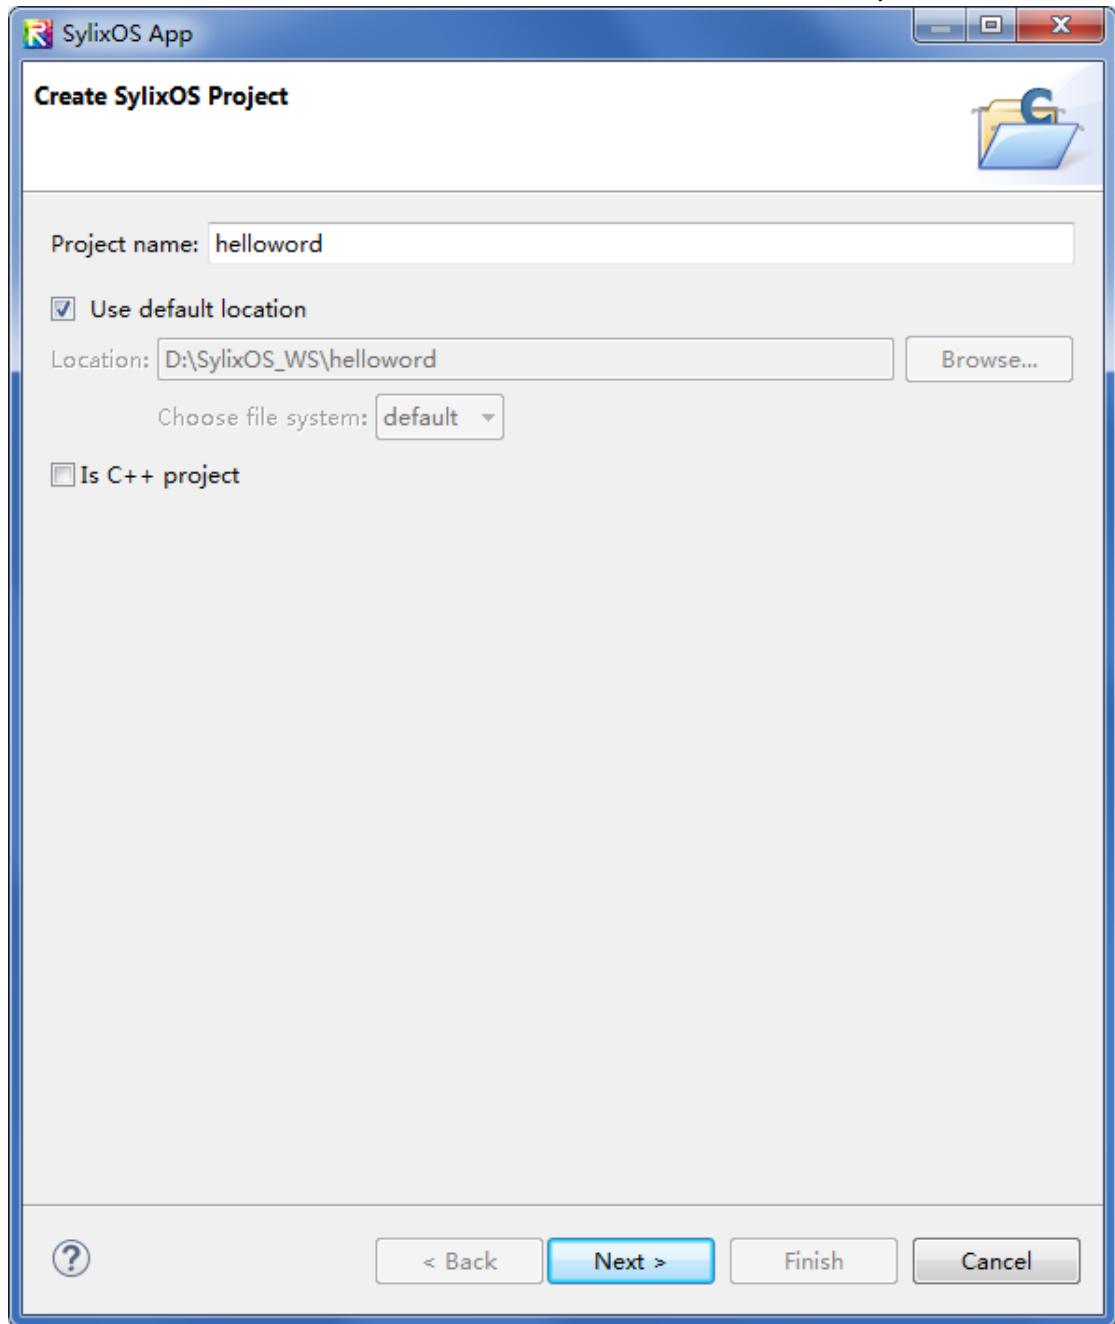 SylixOS App
Create SylixOS Project
Project name: helloword
Use default location
Location: D:\SylixOS_WS\helloword Browse...
Choose file system: default
Is C++ project
< Back Next > Finish Cancel